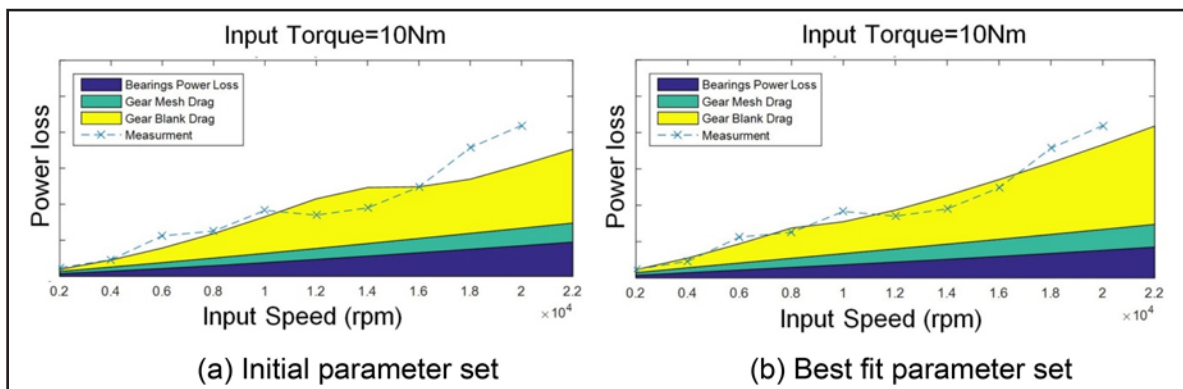 Input Torque=10Nm
Power loss
Bearings Power Loss
Gear Mesh Drag
Gear Blank Drag
Measurment
0.2 0.4 0.6 0.8 1.0 1.2 1.4 1.6 1.8 20 2.2
×10⁴
Input Speed (rpm)
(a) Initial parameter set
Input Torque=10Nm
Power loss
Bearings Power Loss
Gear Mesh Drag
Gear Blank Drag
Measurment
0.2 0.4 0.6 0.8 1.0 1.2 1.4 1.6 1.8 20 2.2
×10⁴
Input Speed (rpm)
(b) Best fit parameter set